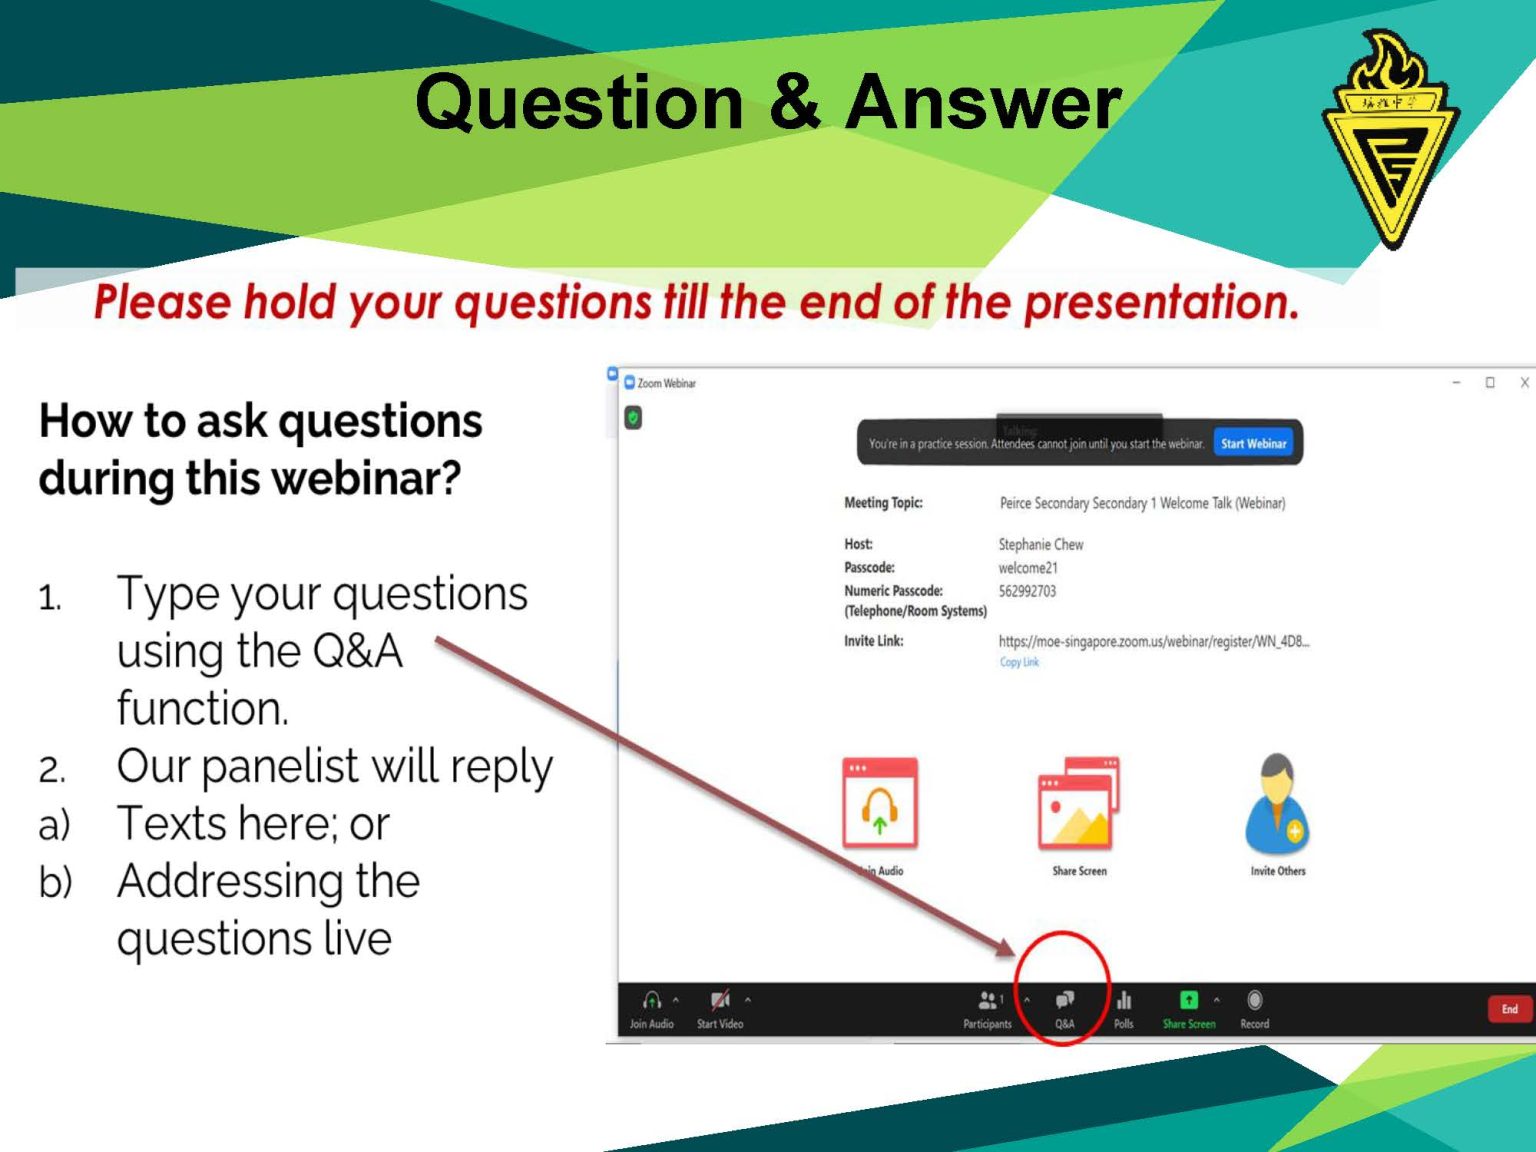 Question & Answer
培雅中学
Please hold your questions till the end of the presentation.
How to ask questions
during this webinar?
1. Type your questions
using the Q&A
function.
2. Our panelist will reply
a) Texts here; or
b) Addressing the
questions live
Zoom Webinar
Talking:
You're in a practice session. Attendees cannot join until you start the webinar. Start Webinar
Meeting Topic: Peirce Secondary Secondary 1 Welcome Talk (Webinar)
Host: Stephanie Chew
Passcode: welcome21
Numeric Passcode: 562992703
(Telephone/Room Systems)
Invite Link: https://moe-singapore.zoom.us/webinar/register/WN_4D8...
Copy Link
Join Audio Share Screen Invite Others
Join Audio Start Video Participants 1 Q&A Polls Share Screen Record End